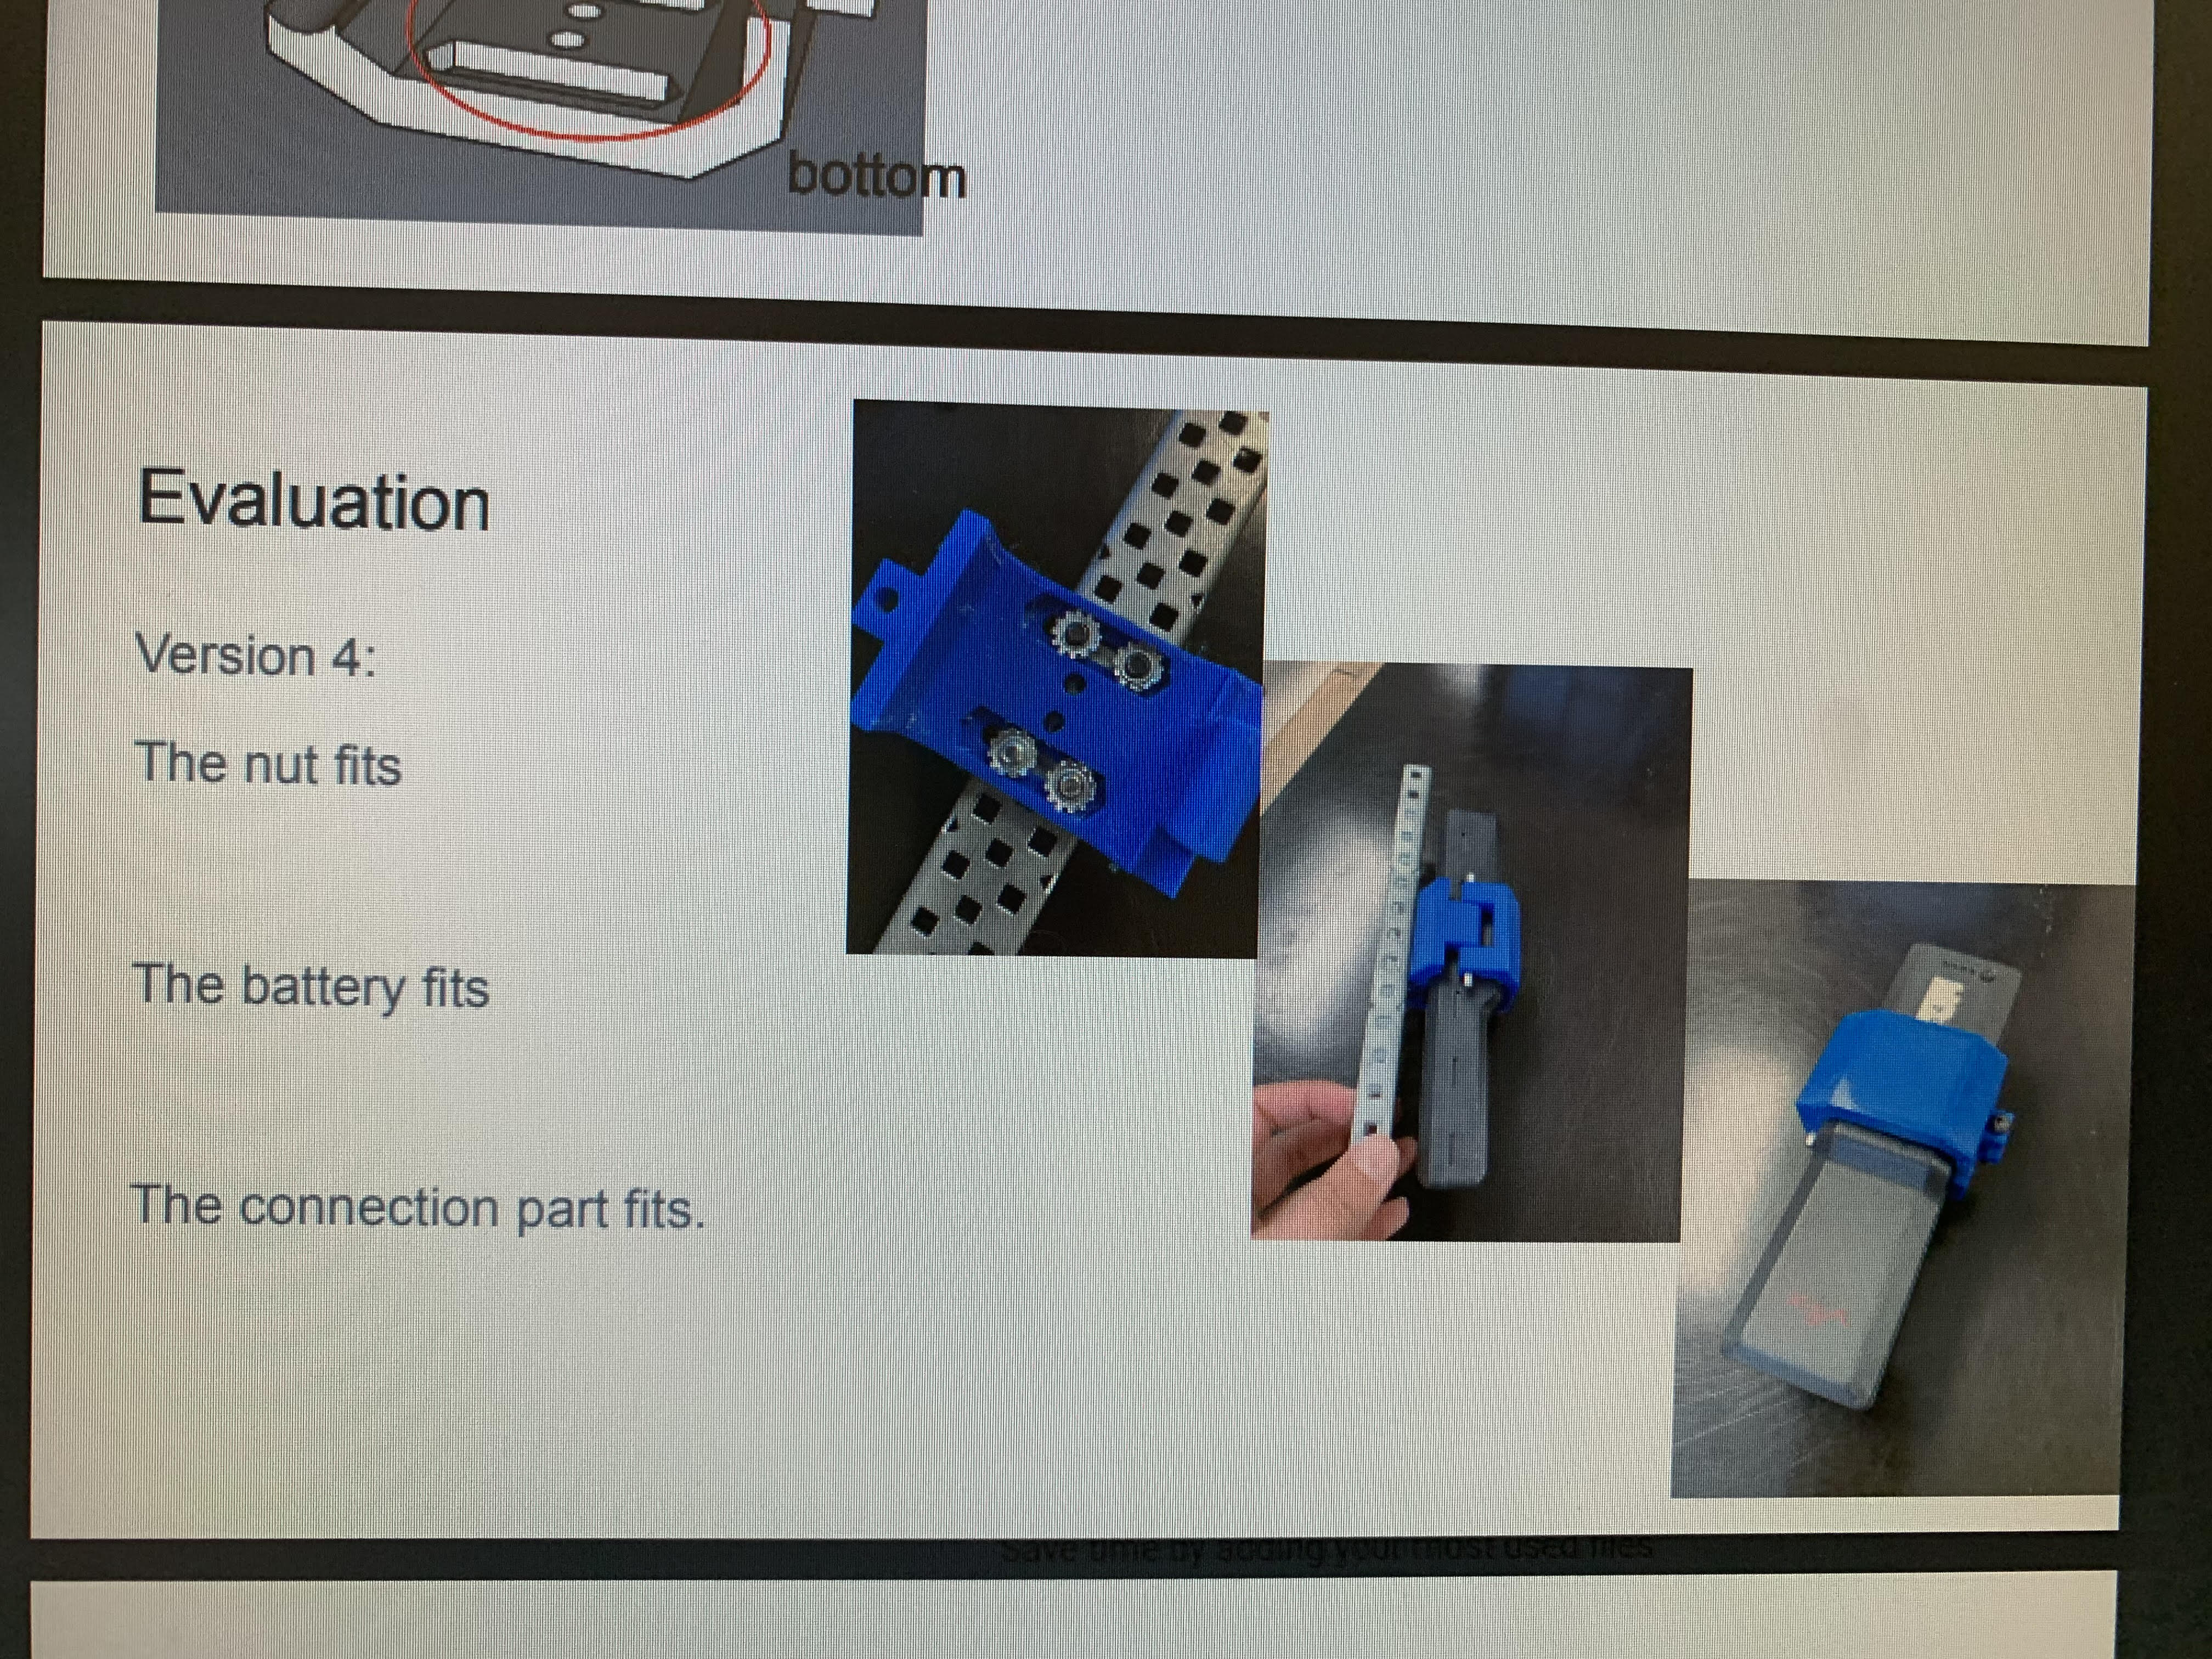 bottom
Evaluation
Version 4:
The nut fits
The battery fits
The connection part fits.
Save time by adding your most used files